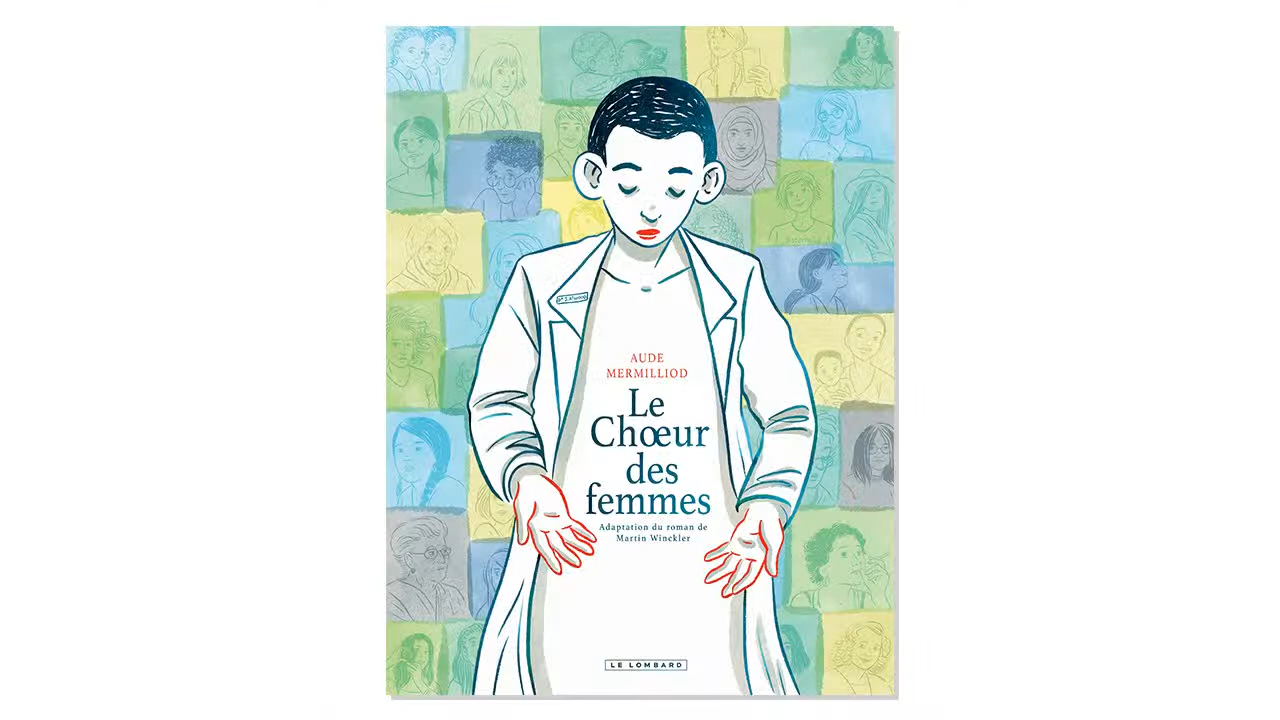 AUDE
MERMILLIOD
Le
Chœur
des
femmes
Adaptation du roman de
Martin Winckler
LE LOMBARD